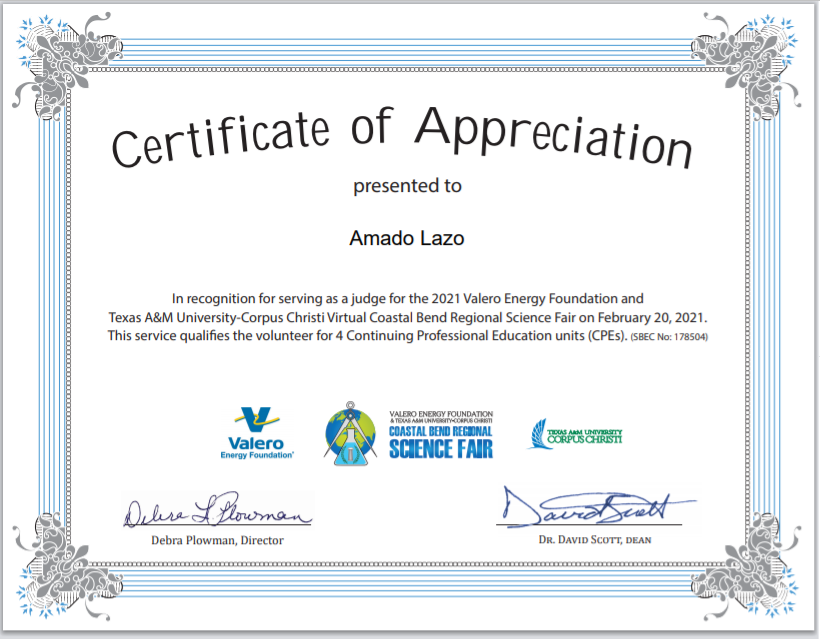 Certificate of Appreciation
presented to
Amado Lazo
In recognition for serving as a judge for the 2021 Valero Energy Foundation and
Texas A&M University-Corpus Christi Virtual Coastal Bend Regional Science Fair on February 20, 2021.
This service qualifies the volunteer for 4 Continuing Professional Education units (CPEs). (SBEC No: 178504)
Valero
Energy Foundation
VALERO ENERGY FOUNDATION
& TEXAS A&M UNIVERSITY-CORPUS CHRISTI
COASTAL BEND REGIONAL
SCIENCE FAIR
TEXAS A&M UNIVERSITY
CORPUS CHRISTI
Debra L Plowman
David Scott
Debra Plowman, Director
DR. DAVID SCOTT, DEAN